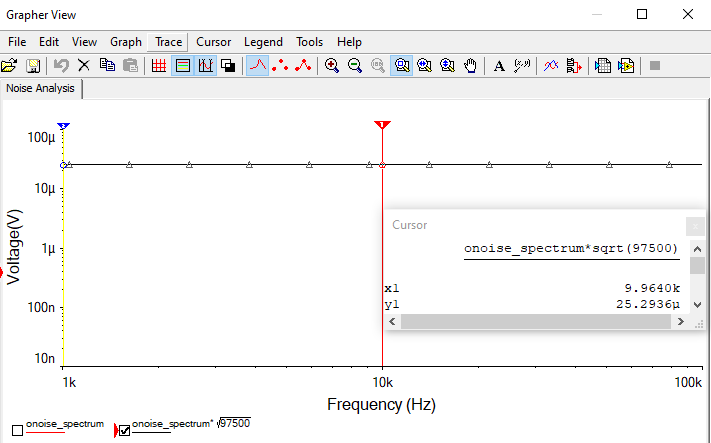 Grapher View
File Edit View Graph Trace Cursor Legend Tools Help
Noise Analysis
100µ
10µ
1µ
100n
10n
Voltage(V)
1
Cursor
onoise_spectrum*sqrt(97500)
x1 9.9640k
y1 25.2936µ
1k 10k 100k
Frequency (Hz)
onoise_spectrum onoise_spectrum* √97500